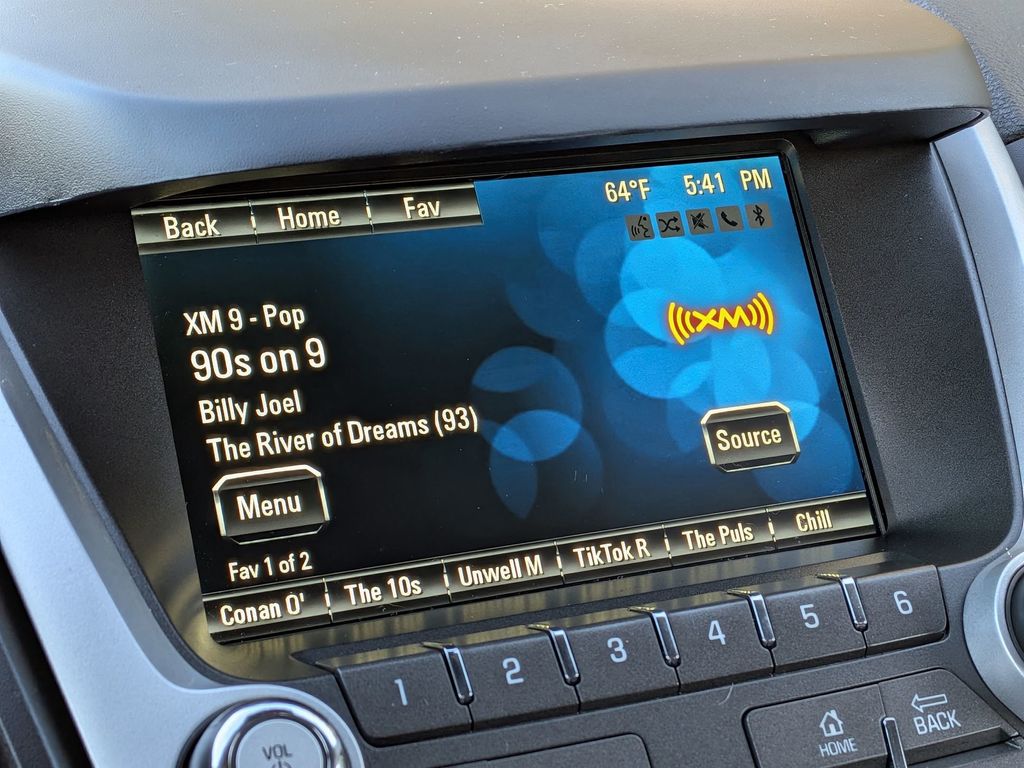 Back Home Fav
64°F 5:41 PM
XM 9 - Pop
90s on 9
XM
Billy Joel
The River of Dreams (93)
Source
Menu
Fav 1 of 2
Conan O' The 10s Unwell M TikTok R The Puls Chill
1 2 3 4 5 6
VOL
HOME
BACK